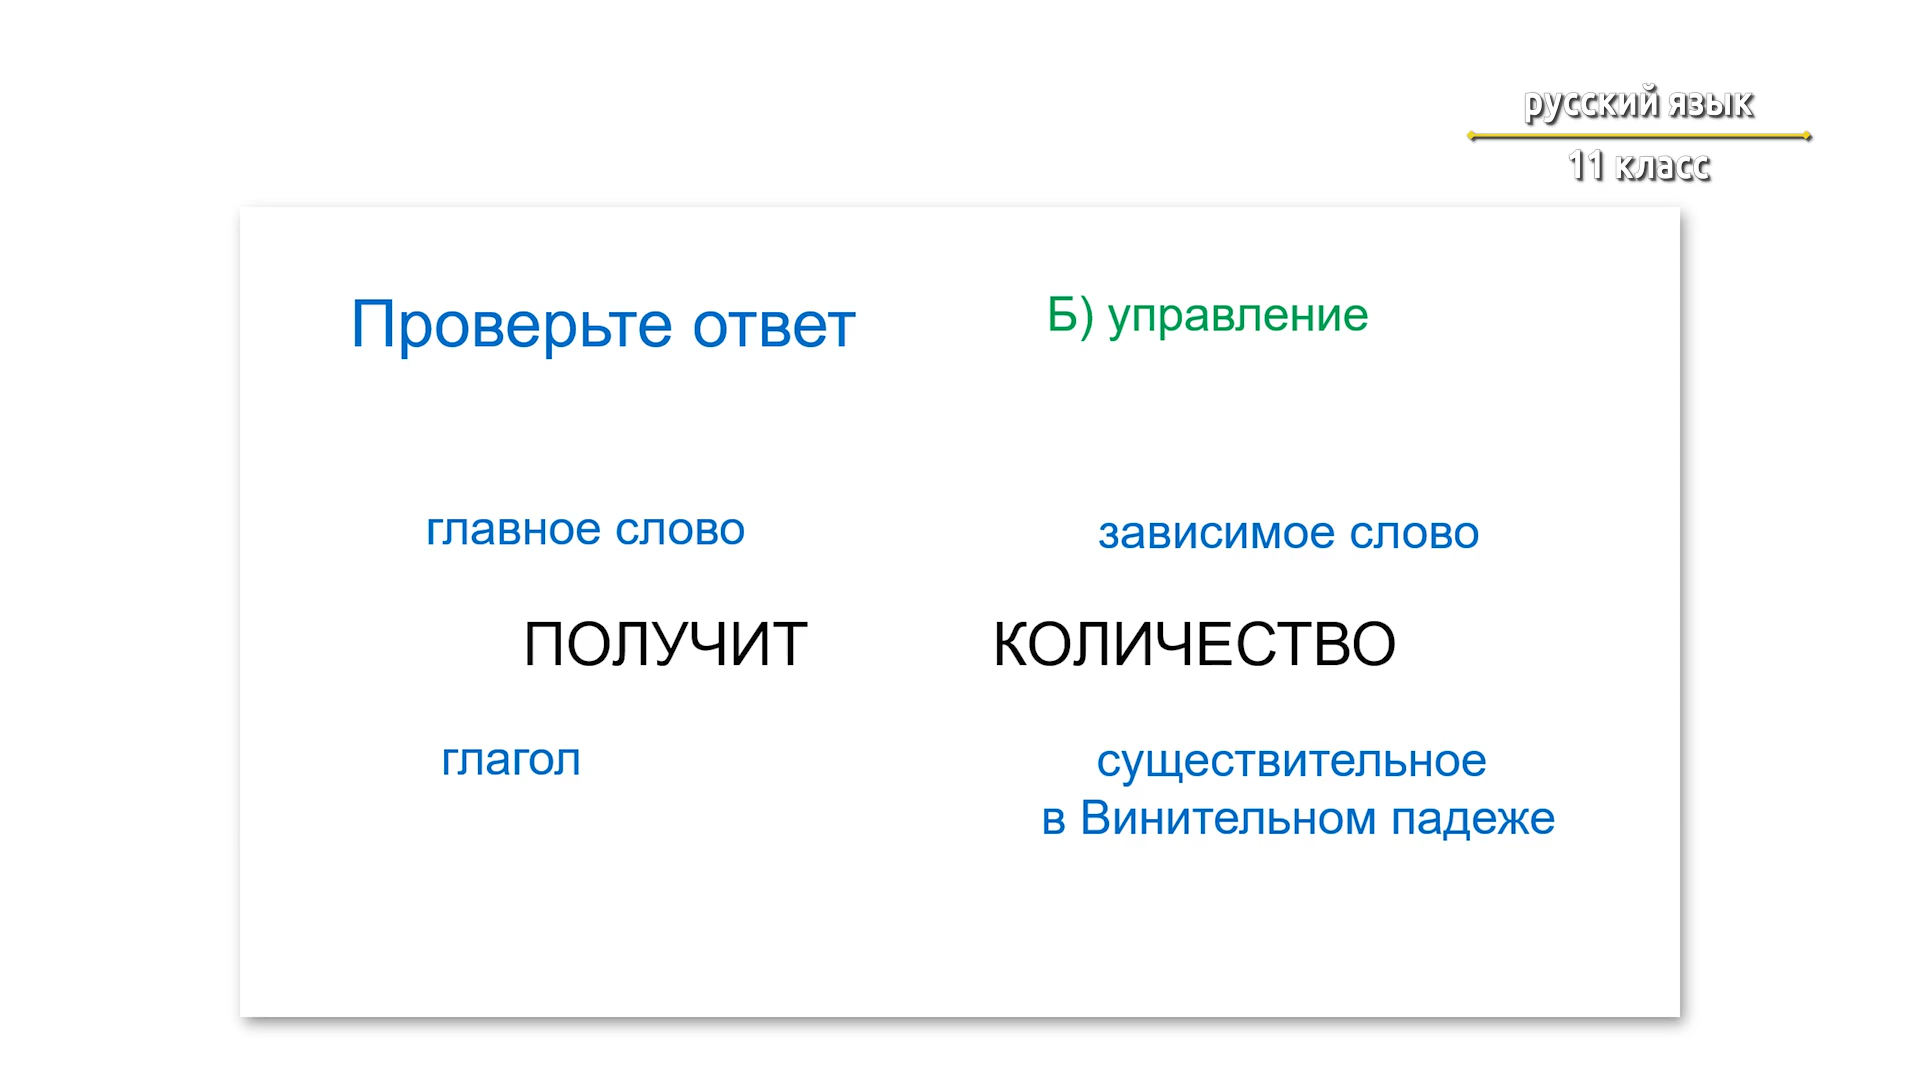 русский язык
11 класс
Проверьте ответ
Б) управление
главное слово
зависимое слово
ПОЛУЧИТ
КОЛИЧЕСТВО
глагол
существительное
в Винительном падеже